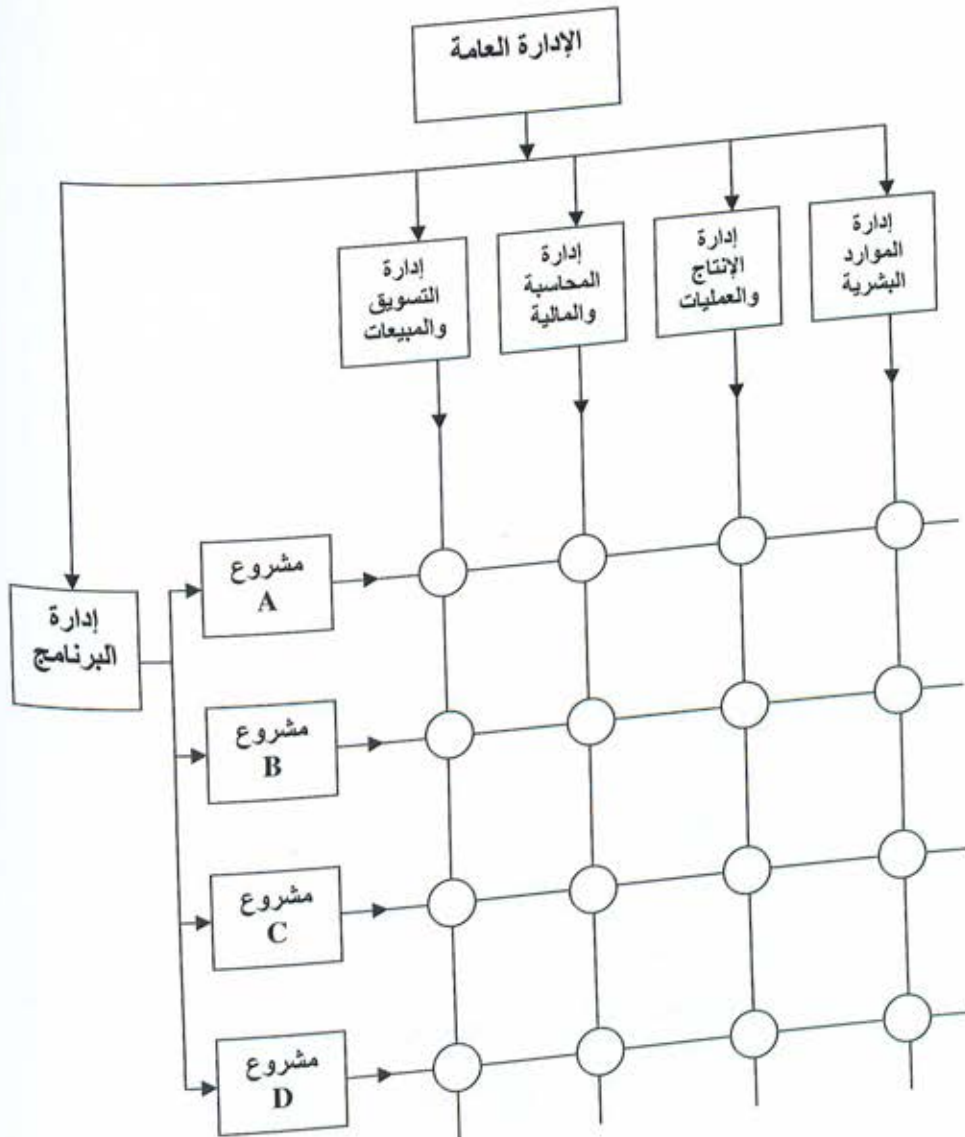 الإدارة العامة
إدارة
الموارد
البشرية
إدارة
الإنتاج
والعمليات
إدارة
المحاسبة
والمالية
إدارة
التسويق
والمبيعات
إدارة
البرنامج
مشروع
A
مشروع
B
مشروع
C
مشروع
D